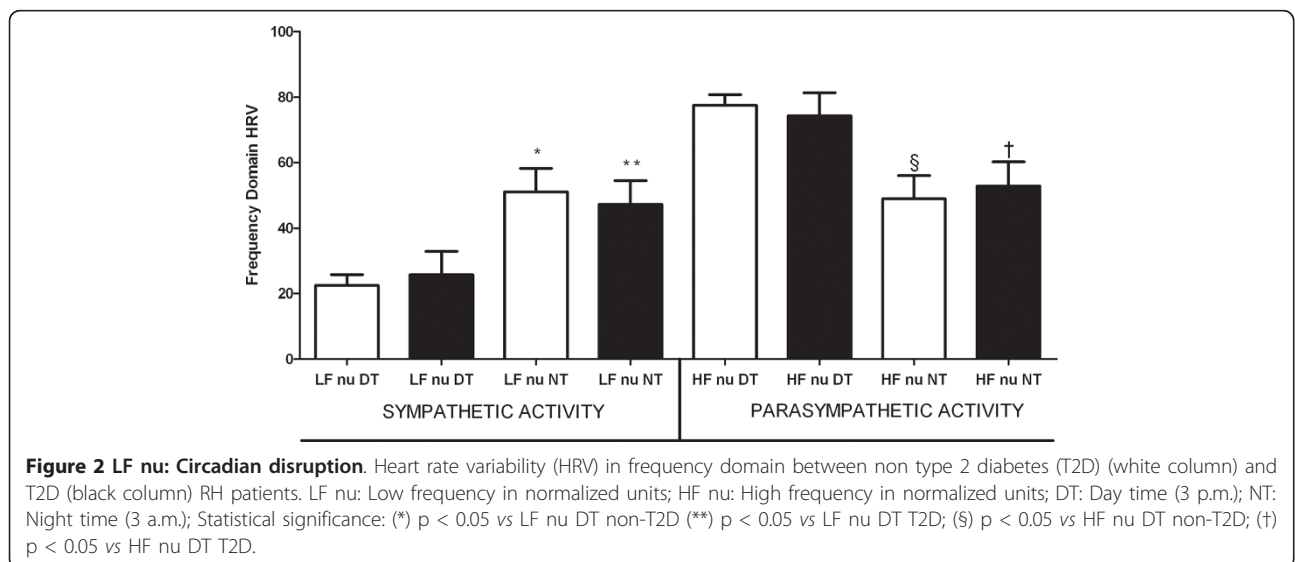 100
80
60
40
20
0
Frequency Domain HRV
* ** § †
LF nu DT LF nu DT LF nu NT LF nu NT HF nu DT HF nu DT HF nu NT HF nu NT
SYMPATHETIC ACTIVITY PARASYMPATHETIC ACTIVITY
Figure 2 LF nu: Circadian disruption. Heart rate variability (HRV) in frequency domain between non type 2 diabetes (T2D) (white column) and
T2D (black column) RH patients. LF nu: Low frequency in normalized units; HF nu: High frequency in normalized units; DT: Day time (3 p.m.); NT:
Night time (3 a.m.); Statistical significance: (*) p < 0.05 vs LF nu DT non-T2D (**) p < 0.05 vs LF nu DT T2D; (§) p < 0.05 vs HF nu DT non-T2D; (†)
p < 0.05 vs HF nu DT T2D.